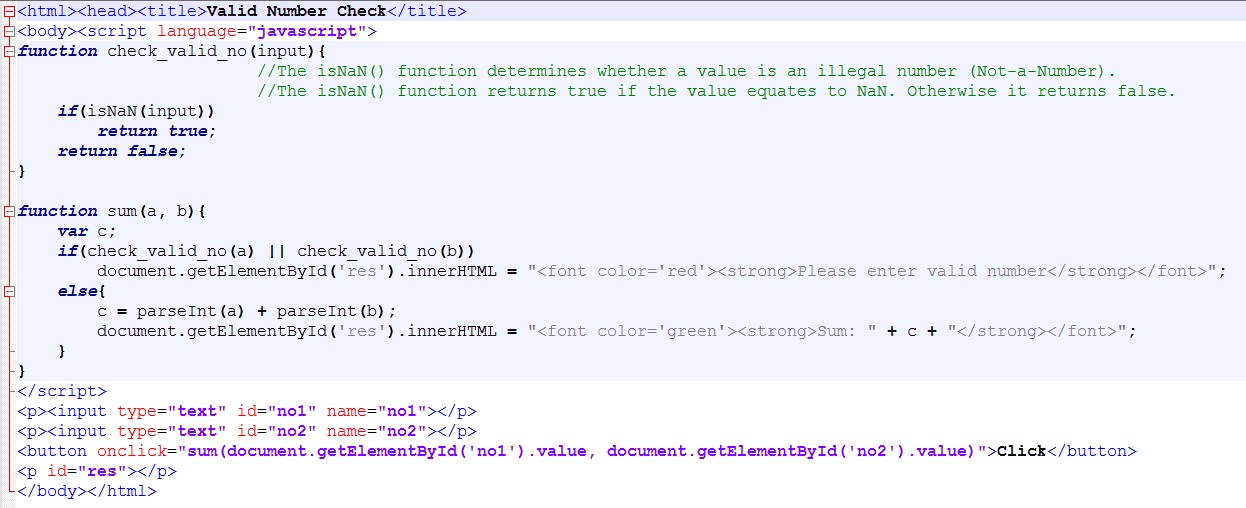 <html><head><title>Valid Number Check</title>
<body><script language="javascript">
function check_valid_no(input){
                        //The isNaN() function determines whether a value is an illegal number (Not-a-Number).
                        //The isNaN() function returns true if the value equates to NaN. Otherwise it returns false.
    if(isNaN(input))
        return true;
    return false;
}

function sum(a, b){
    var c;
    if(check_valid_no(a) || check_valid_no(b))
        document.getElementById('res').innerHTML = "<font color='red'><strong>Please enter valid number</strong></font>";
    else{
        c = parseInt(a) + parseInt(b);
        document.getElementById('res').innerHTML = "<font color='green'><strong>Sum: " + c + "</strong></font>";
    }
}
</script>
<p><input type="text" id="no1" name="no1"></p>
<p><input type="text" id="no2" name="no2"></p>
<button onclick="sum(document.getElementById('no1').value, document.getElementById('no2').value)">Click</button>
<p id="res"></p>
</body></html>